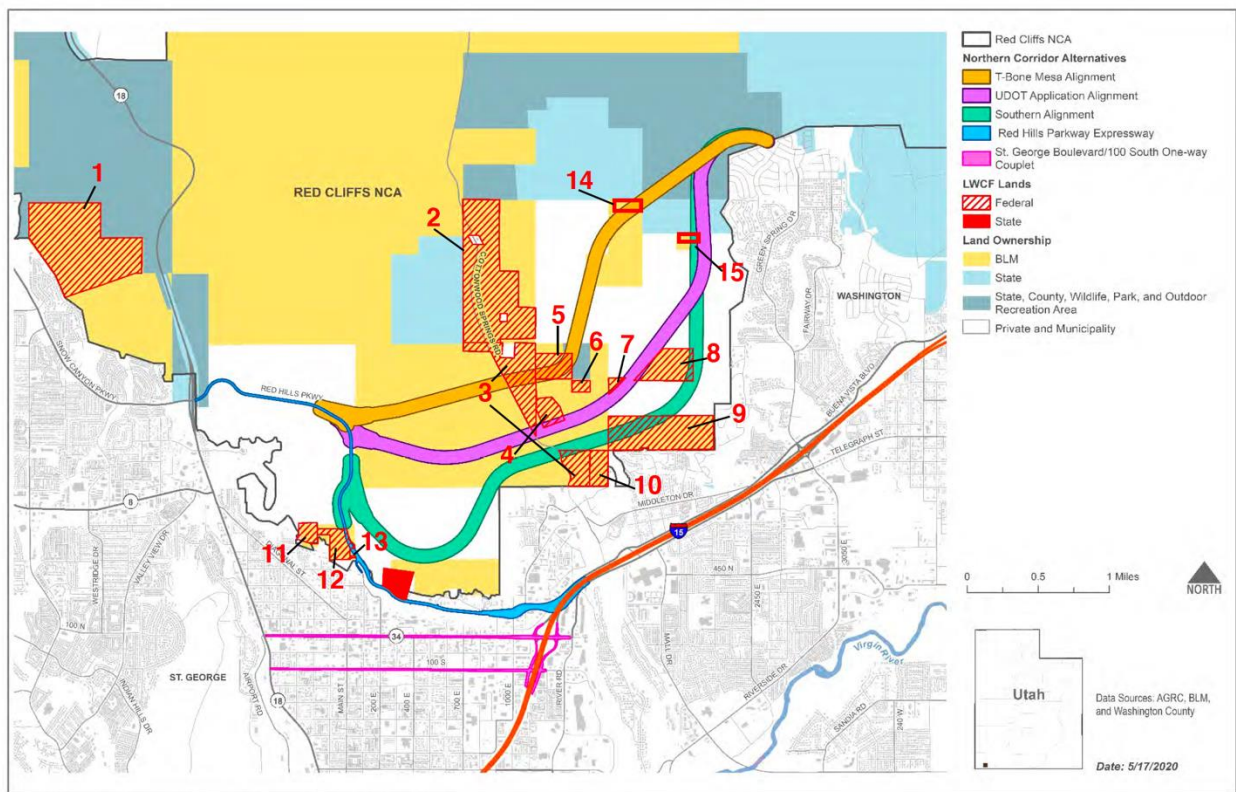 18
1
RED CLIFFS NCA
2
COTTONWOOD SPRINGS RD
14
15
GREEN SPRING DR
WASHINGTON
FAIRWAY DR
5
6
7
8
3
SNOW CANYON PKWY
RED HILLS PKWY
4
9
BUENA VISTA BLVD
TELEGRAPH ST
10
MIDDLETON DR
8
15
11
12
13
WESTRIDGE DR
VALLEY VIEW DR
450 N
2450 E
3050 E
100 N
34
100 S
MALL DR
Virgin River
ST. GEORGE
INDIAN HILLS DR
AIRPORT RD
18
MAIN ST
200 E
400 E
700 E
1000 E
RIVER RD
RIVERSIDE DR
SANDIA RD
240 W
Red Cliffs NCA
Northern Corridor Alternatives
T-Bone Mesa Alignment
UDOT Application Alignment
Southern Alignment
Red Hills Parkway Expressway
St. George Boulevard/100 South One-way
Couplet
LWCF Lands
Federal
State
Land Ownership
BLM
State
State, County, Wildlife, Park, and Outdoor
Recreation Area
Private and Municipality
0 0.5 1 Miles
NORTH
Utah
Data Sources: AGRC, BLM,
and Washington County
Date: 5/17/2020